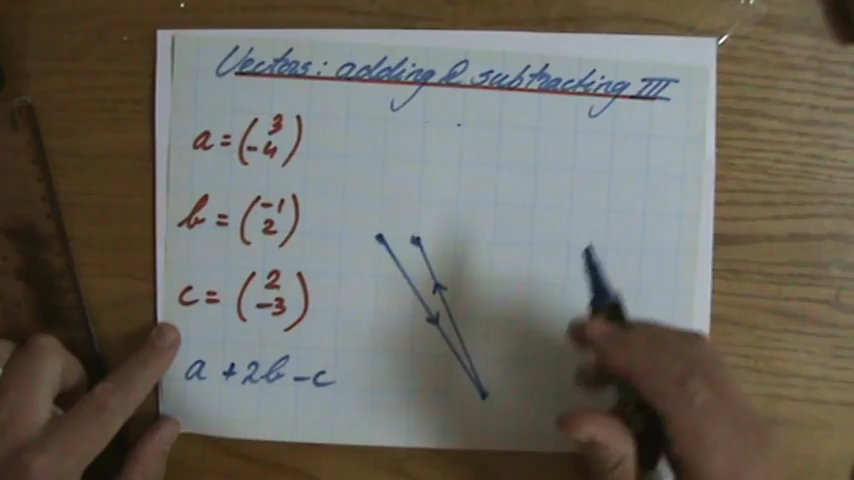 Vectors: adding & subtracting III
a = (3 -4)
b = (-1 2)
c = (2 -3)
a + 2b - c